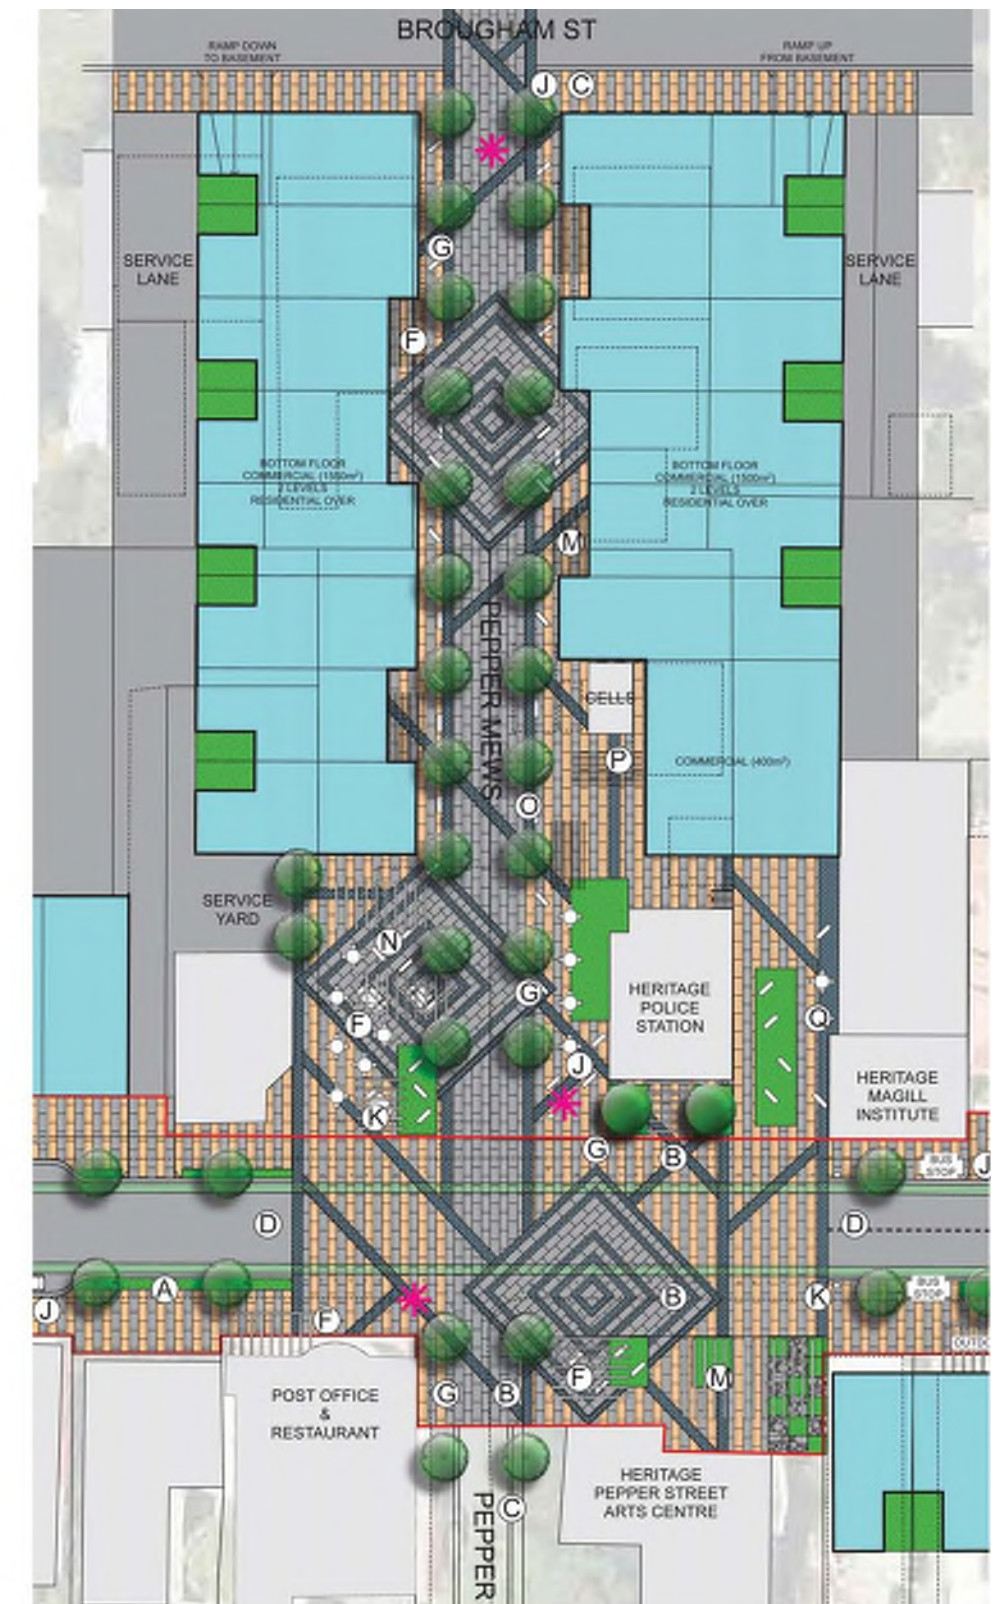 BROUGHAM ST
RAMP DOWN
TO BASEMENT
RAMP UP
FROM BASEMENT
J
C
G
SERVICE
LANE
SERVICE
LANE
F
BOTTOM FLOOR
COMMERCIAL (1550m²)
2 LEVELS
RESIDENTIAL OVER
BOTTOM FLOOR
COMMERCIAL (1500m²)
2 LEVELS
RESIDENTIAL OVER
M
PEPPER MEWS
CELLS
P
COMMERCIAL (400m²)
O
SERVICE
YARD
N
G
HERITAGE
POLICE
STATION
F
Q
J
HERITAGE
MAGILL
INSTITUTE
K
G
B
BUS
STOP
J
D
D
A
B
K
BUS
STOP
J
F
F
M
G
B
POST OFFICE
&
RESTAURANT
HERITAGE
PEPPER STREET
ARTS CENTRE
C
PEPPER